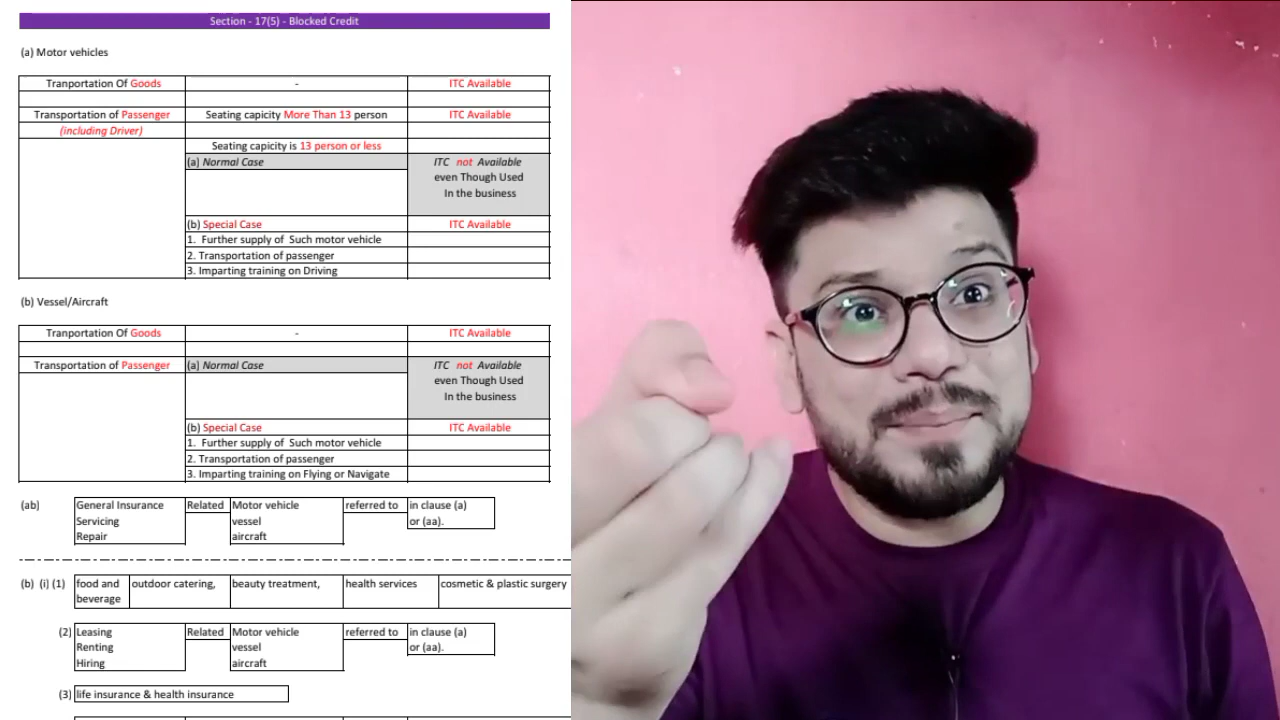 Section - 17(5) - Blocked Credit
(a) Motor vehicles
Tranportation Of Goods - ITC Available
Transportation of Passenger Seating capicity More Than 13 person ITC Available
(including Driver)
Seating capicity is 13 person or less
(a) Normal Case ITC not Available
even Though Used
In the business
(b) Special Case ITC Available
1. Further supply of Such motor vehicle
2. Transportation of passenger
3. Imparting training on Driving
(b) Vessel/Aircraft
Tranportation Of Goods - ITC Available
Transportation of Passenger (a) Normal Case ITC not Available
even Though Used
In the business
(b) Special Case ITC Available
1. Further supply of Such motor vehicle
2. Transportation of passenger
3. Imparting training on Flying or Navigate
(ab) General Insurance Related Motor vehicle referred to in clause (a)
Servicing vessel or (aa).
Repair aircraft
(b) (i) (1) food and outdoor catering, beauty treatment, health services cosmetic & plastic surgery
beverage
(2) Leasing Related Motor vehicle referred to in clause (a)
Renting vessel or (aa).
Hiring aircraft
(3) life insurance & health insurance